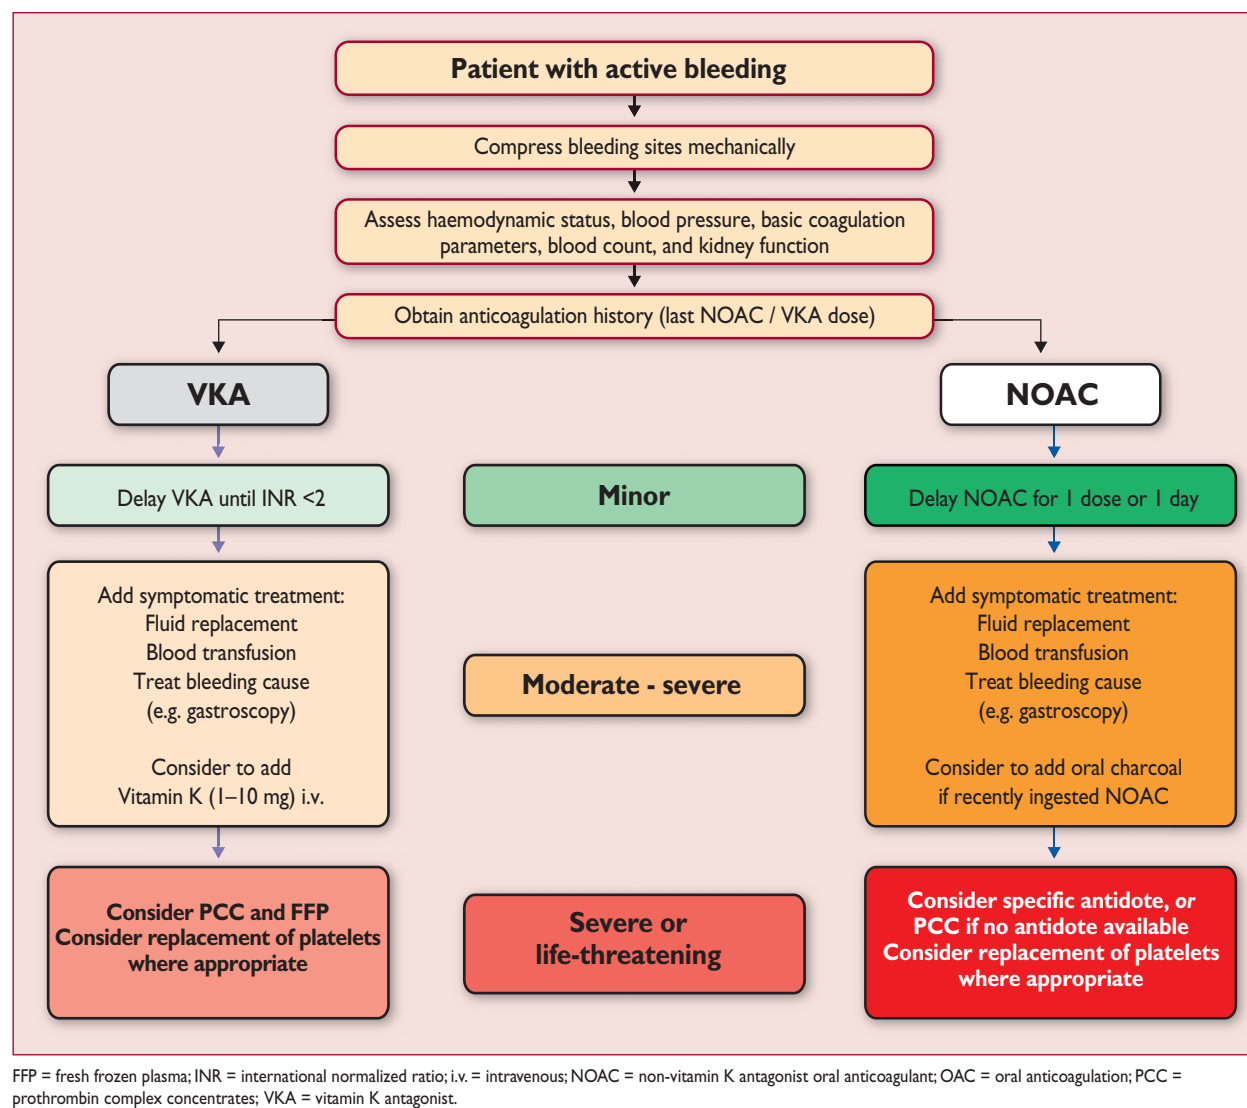 Patient with active bleeding
Compress bleeding sites mechanically
Assess haemodynamic status, blood pressure, basic coagulation
parameters, blood count, and kidney function
Obtain anticoagulation history (last NOAC / VKA dose)
VKA
NOAC
Delay VKA until INR <2
Minor
Delay NOAC for 1 dose or 1 day
Add symptomatic treatment:
Fluid replacement
Blood transfusion
Treat bleeding cause
(e.g. gastroscopy)
Consider to add
Vitamin K (1–10 mg) i.v.
Moderate - severe
Add symptomatic treatment:
Fluid replacement
Blood transfusion
Treat bleeding cause
(e.g. gastroscopy)
Consider to add oral charcoal
if recently ingested NOAC
Consider PCC and FFP
Consider replacement of platelets
where appropriate
Severe or
life-threatening
Consider specific antidote, or
PCC if no antidote available
Consider replacement of platelets
where appropriate
FFP = fresh frozen plasma; INR = international normalized ratio; i.v. = intravenous; NOAC = non-vitamin K antagonist oral anticoagulant; OAC = oral anticoagulation; PCC =
prothrombin complex concentrates; VKA = vitamin K antagonist.